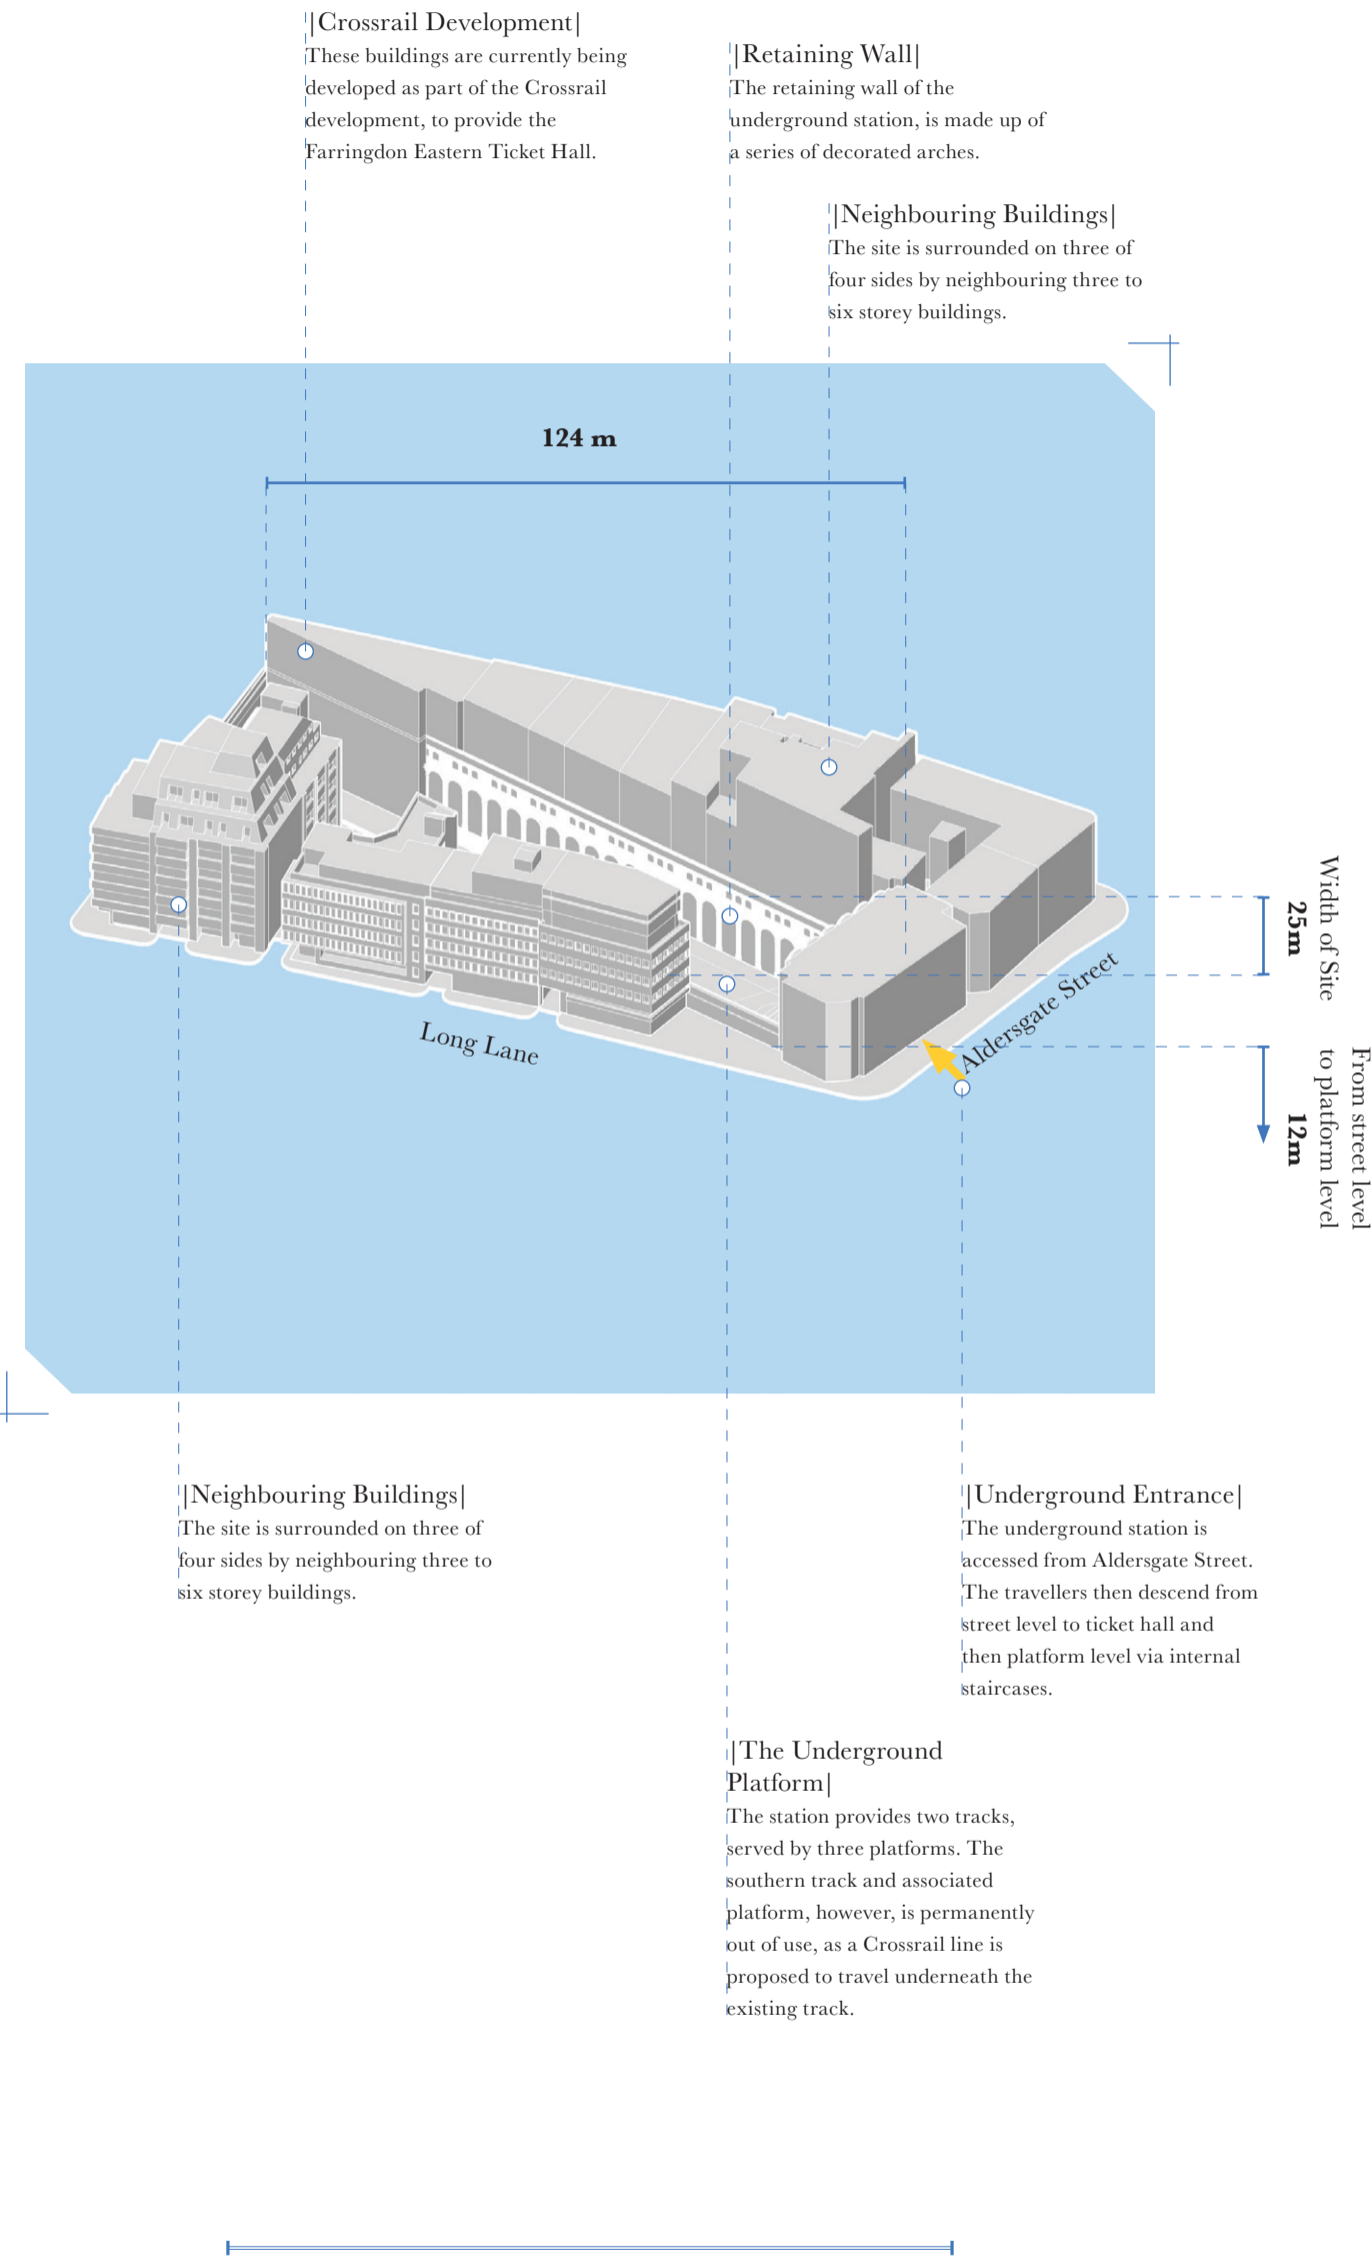 |Crossrail Development|
These buildings are currently being
developed as part of the Crossrail
development, to provide the
Farringdon Eastern Ticket Hall.
|Retaining Wall|
The retaining wall of the
underground station, is made up of
a series of decorated arches.
|Neighbouring Buildings|
The site is surrounded on three of
four sides by neighbouring three to
six storey buildings.
124 m
Width of Site
25m
From street level
to platform level
12m
Long Lane
Aldersgate Street
|Neighbouring Buildings|
The site is surrounded on three of
four sides by neighbouring three to
six storey buildings.
|Underground Entrance|
The underground station is
accessed from Aldersgate Street.
The travellers then descend from
street level to ticket hall and
then platform level via internal
staircases.
|The Underground
Platform|
The station provides two tracks,
served by three platforms. The
southern track and associated
platform, however, is permanently
out of use, as a Crossrail line is
proposed to travel underneath the
existing track.